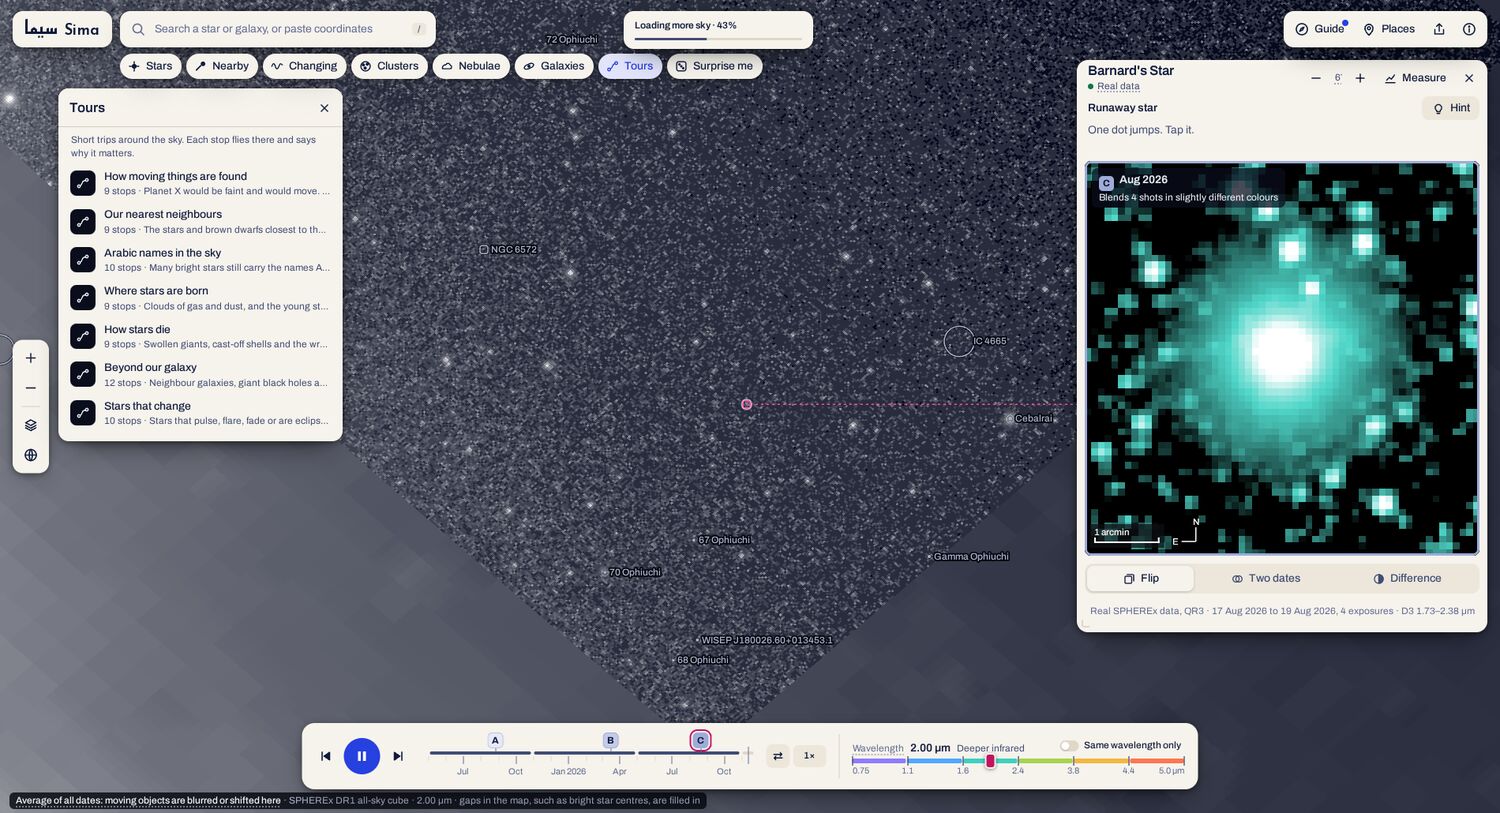 سيما Sima
Search a star or galaxy, or paste coordinates /
Loading more sky · 43%
Guide
Places
Stars
Nearby
Changing
Clusters
Nebulae
Galaxies
Tours
Surprise me
Tours
Short trips around the sky. Each stop flies there and says
why it matters.
How moving things are found
9 stops · Planet X would be faint and would move. ...
Our nearest neighbours
9 stops · The stars and brown dwarfs closest to th...
Arabic names in the sky
10 stops · Many bright stars still carry the names A...
Where stars are born
9 stops · Clouds of gas and dust, and the young st...
How stars die
9 stops · Swollen giants, cast-off shells and the wr...
Beyond our galaxy
12 stops · Neighbour galaxies, giant black holes a...
Stars that change
10 stops · Stars that pulse, flare, fade or are eclips...
72 Ophiuchi
NGC 6572
IC 4665
Cebalrai
67 Ophiuchi
Gamma Ophiuchi
70 Ophiuchi
WISEP J180026.60+013453.1
68 Ophiuchi
Barnard's Star
Real data
6'
Measure
Runaway star
Hint
One dot jumps. Tap it.
C Aug 2026
Blends 4 shots in slightly different colours
1 arcmin
N
E
Flip
Two dates
Difference
Real SPHEREx data, QR3 · 17 Aug 2026 to 19 Aug 2026, 4 exposures · D3 1.73–2.38 µm
A B C
Jul Oct Jan 2026 Apr Jul Oct
1×
Wavelength 2.00 µm Deeper infrared
Same wavelength only
0.75 1.1 1.6 2.4 3.8 4.4 5.0 µm
Average of all dates: moving objects are blurred or shifted here · SPHEREx DR1 all-sky cube · 2.00 µm · gaps in the map, such as bright star centres, are filled in